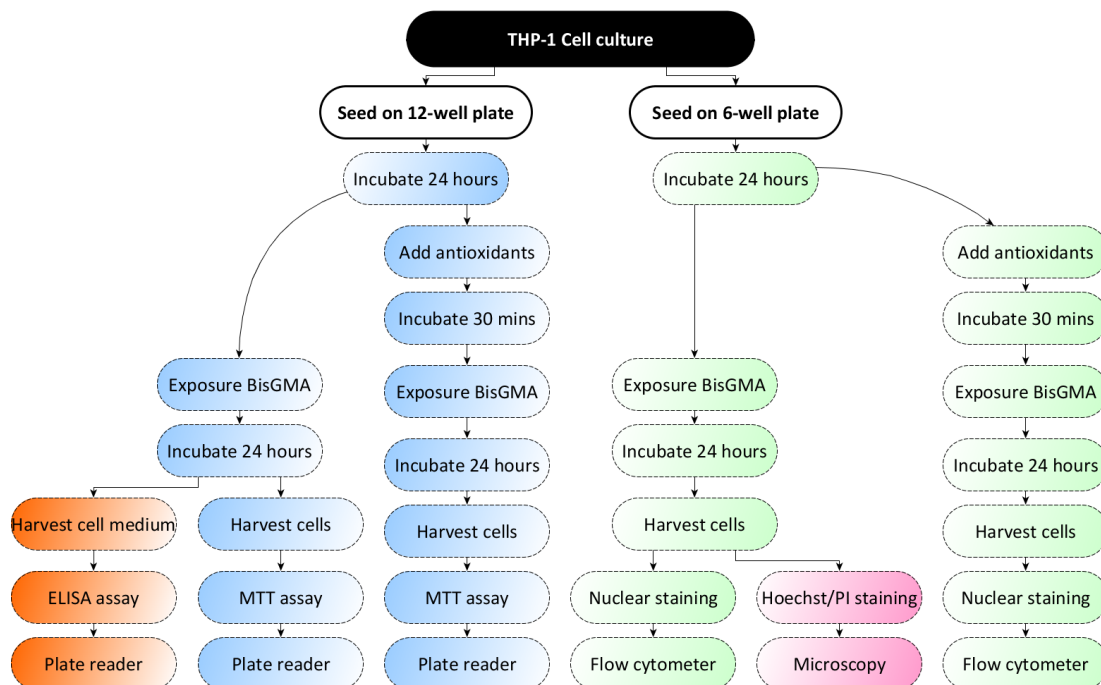 THP-1 Cell culture
Seed on 12-well plate
Seed on 6-well plate
Incubate 24 hours
Incubate 24 hours
Add antioxidants
Add antioxidants
Incubate 30 mins
Incubate 30 mins
Exposure BisGMA
Exposure BisGMA
Exposure BisGMA
Exposure BisGMA
Incubate 24 hours
Incubate 24 hours
Incubate 24 hours
Incubate 24 hours
Harvest cell medium
Harvest cells
Harvest cells
Harvest cells
Harvest cells
ELISA assay
MTT assay
MTT assay
Nuclear staining
Hoechst/PI staining
Nuclear staining
Plate reader
Plate reader
Plate reader
Flow cytometer
Microscopy
Flow cytometer